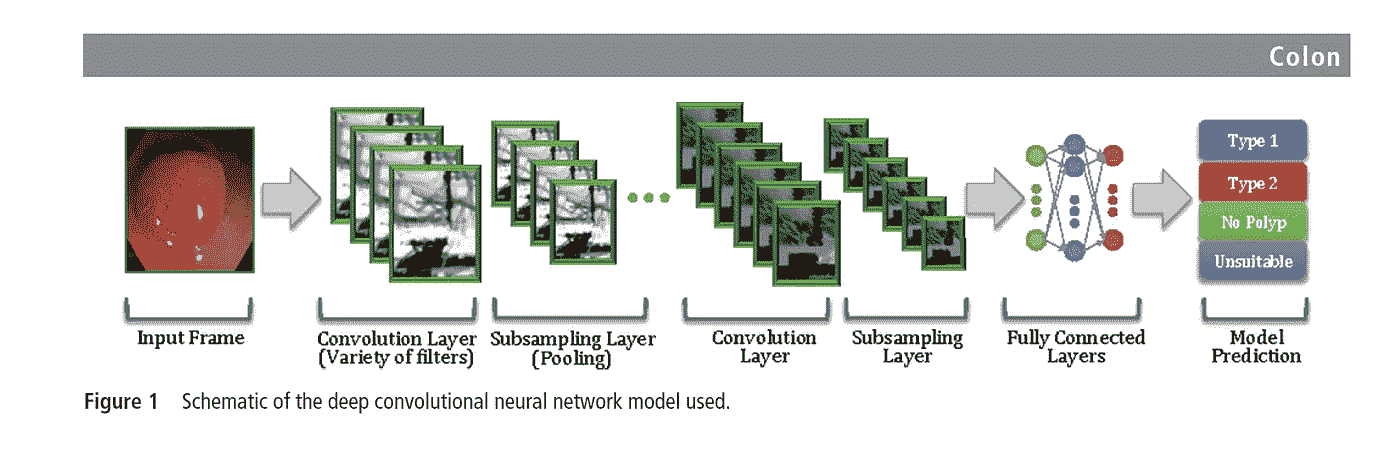 Colon
Type 1
Type 2
No Polyp
Unsuitable
Input Frame
Convolution Layer
(Variety of filters)
Subsampling Layer
(Pooling)
Convolution
Layer
Subsampling
Layer
Fully Connected
Layers
Model
Prediction
Figure 1 Schematic of the deep convolutional neural network model used.